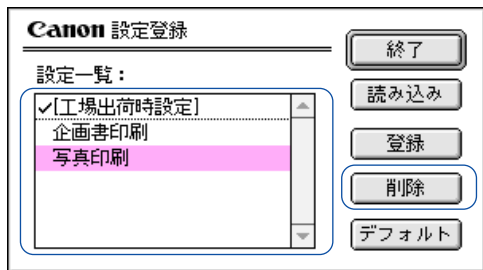 Canon 設定登録
設定一覧：
✓[工場出荷時設定]
企画書印刷
写真印刷
終了
読み込み
登録
削除
デフォルト